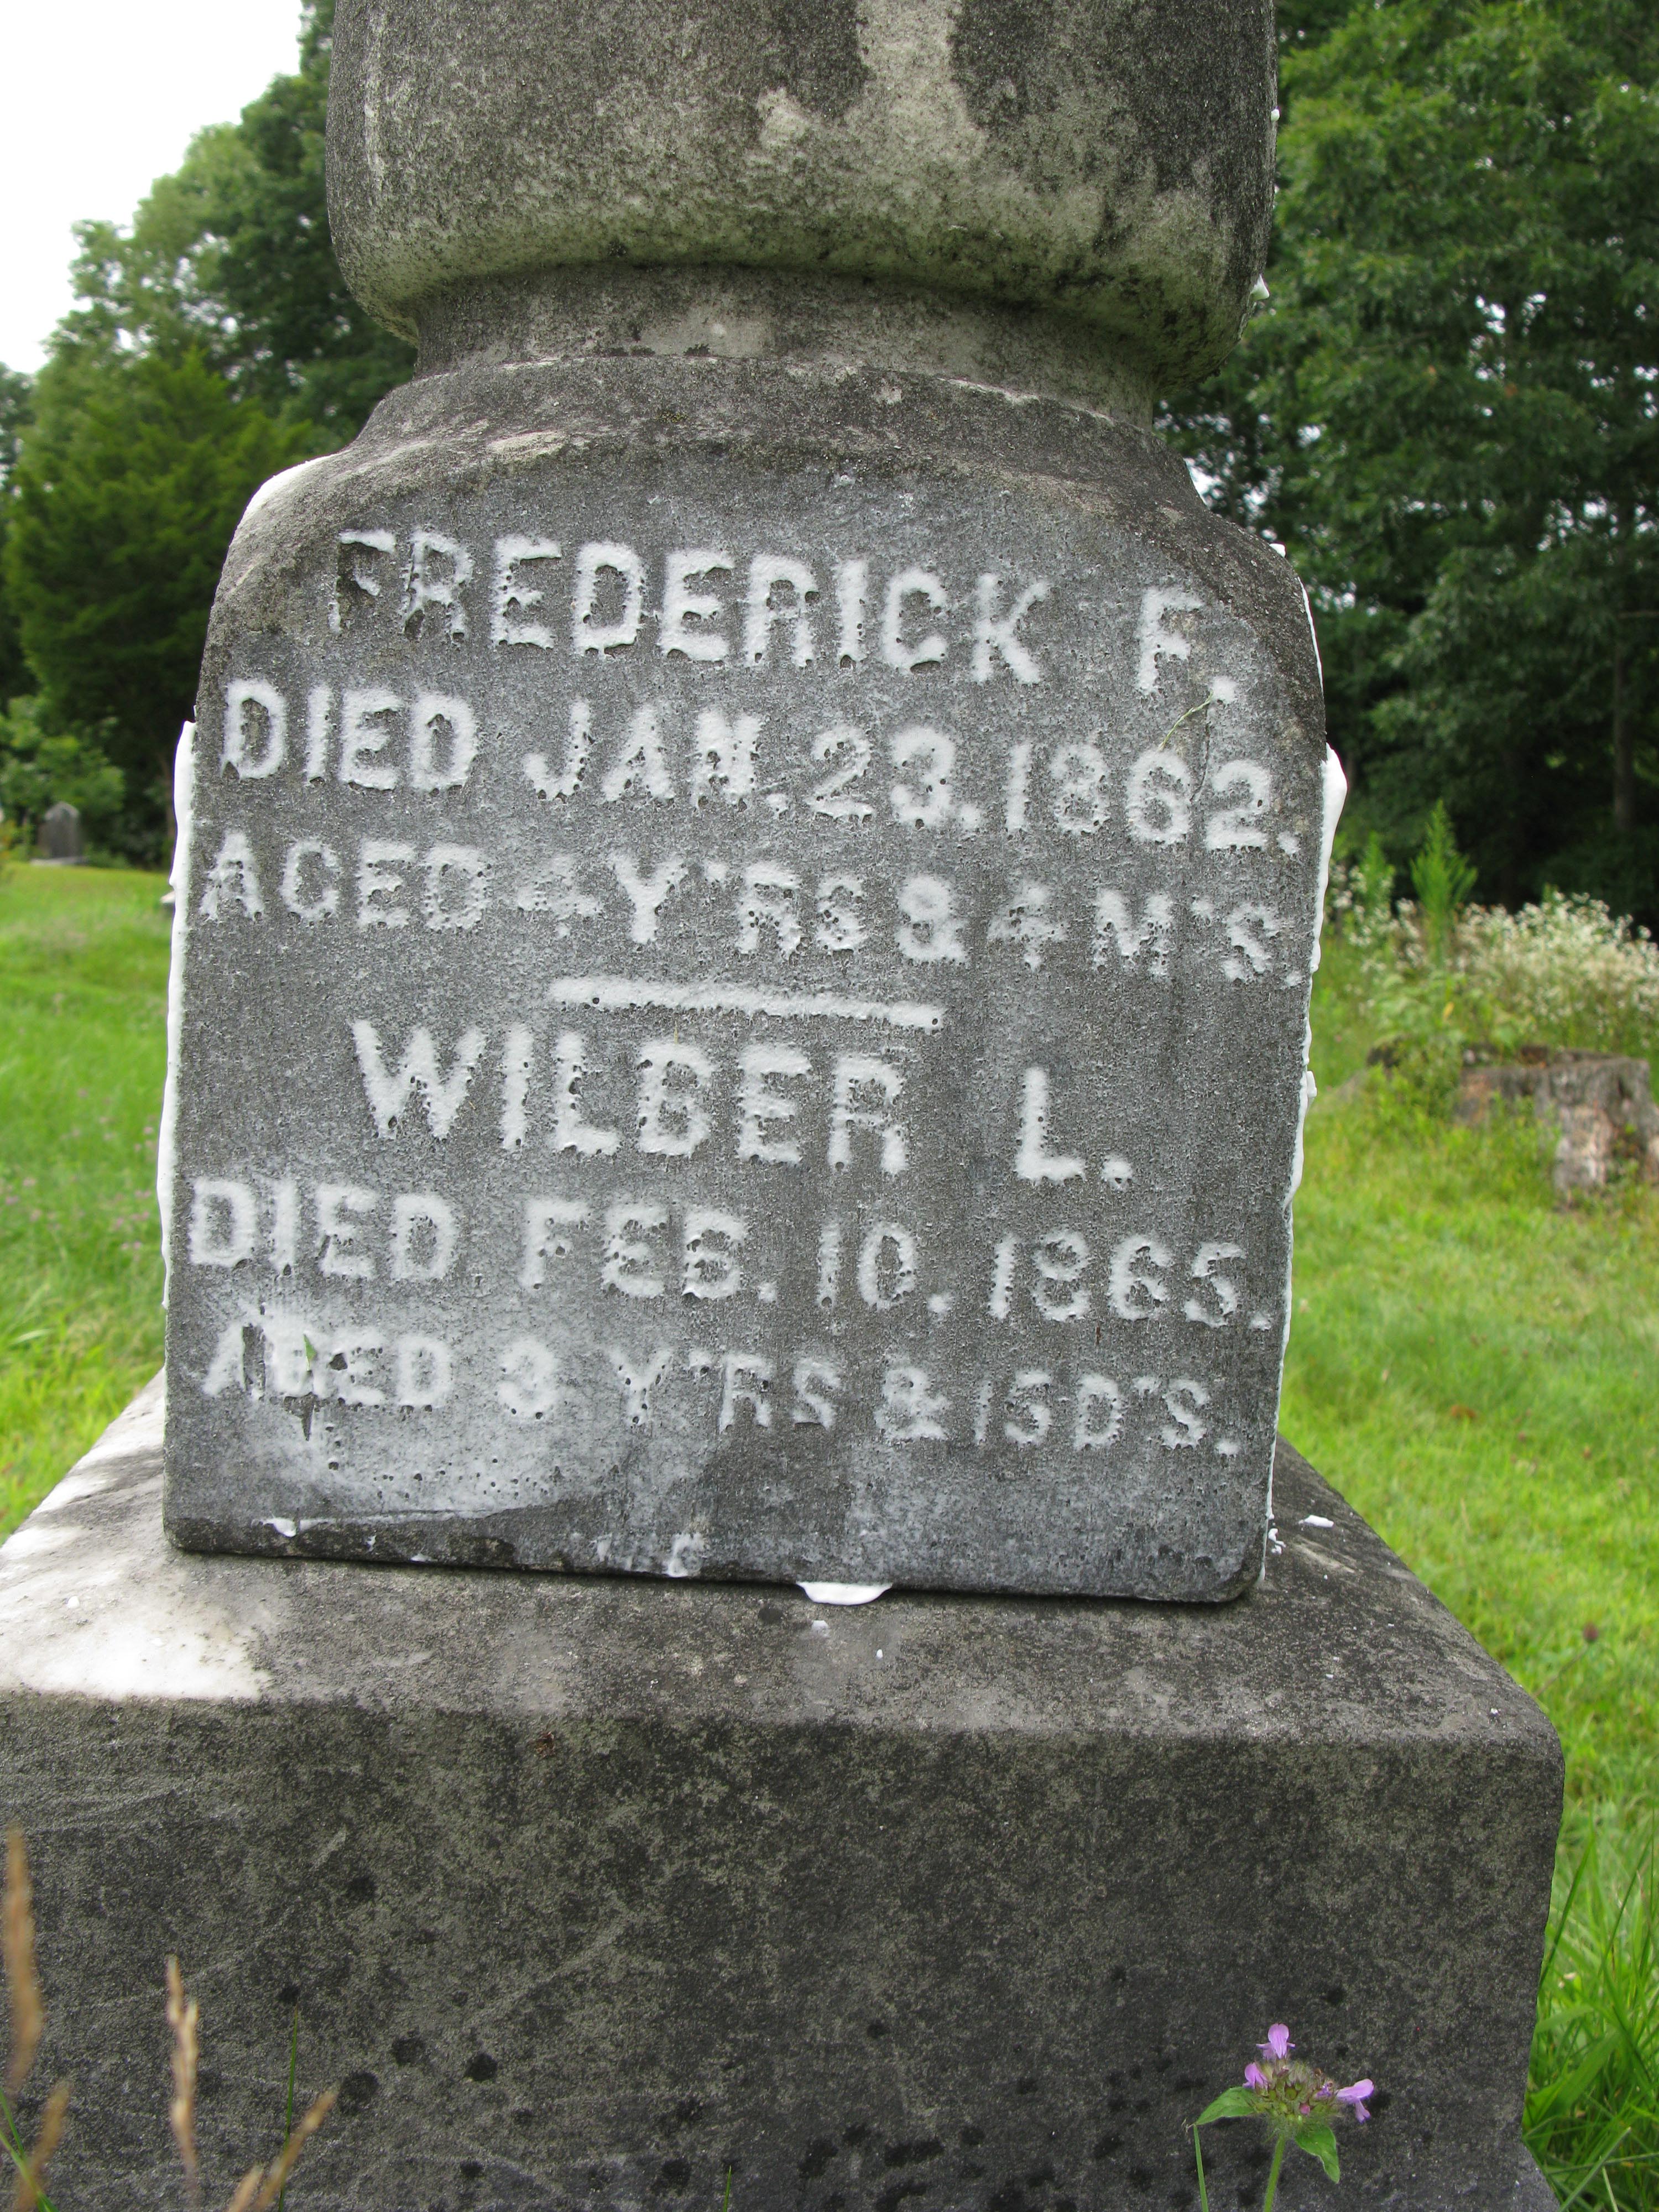 FREDERICK F.
DIED JAN. 23. 1862.
AGED 4 Y'RS & 4 M'S.
WILBER L.
DIED FEB. 10. 1865.
AGED 3 Y'RS & 15 D'S.